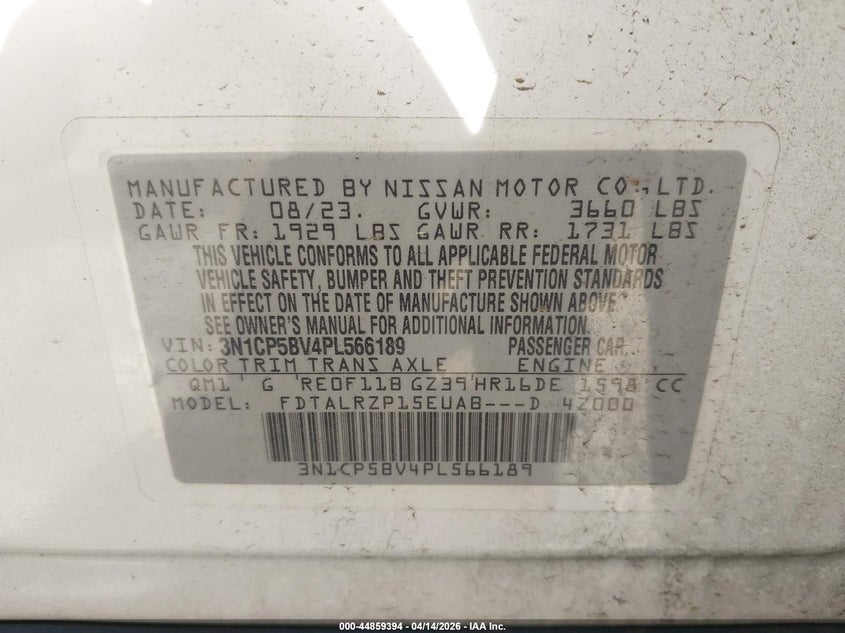 MANUFACTURED BY NISSAN MOTOR CO., LTD.
DATE: 08/23. GVWR: 3660 LBS
GAWR FR: 1929 LBS GAWR RR: 1731 LBS
THIS VEHICLE CONFORMS TO ALL APPLICABLE FEDERAL MOTOR
VEHICLE SAFETY, BUMPER AND THEFT PREVENTION STANDARDS
IN EFFECT ON THE DATE OF MANUFACTURE SHOWN ABOVE.
SEE OWNER'S MANUAL FOR ADDITIONAL INFORMATION.
VIN: 3N1CP5BV4PL566189 PASSENGER CAR
COLOR TRIM TRANS AXLE ENGINE
QM1 G RE0F11B GZ39 HR16DE 1598 CC
MODEL: FDTALRZP15EUAB---D 4Z000
3N1CP5BV4PL566189
000-44859394 - 04/14/2026 - IAA Inc.